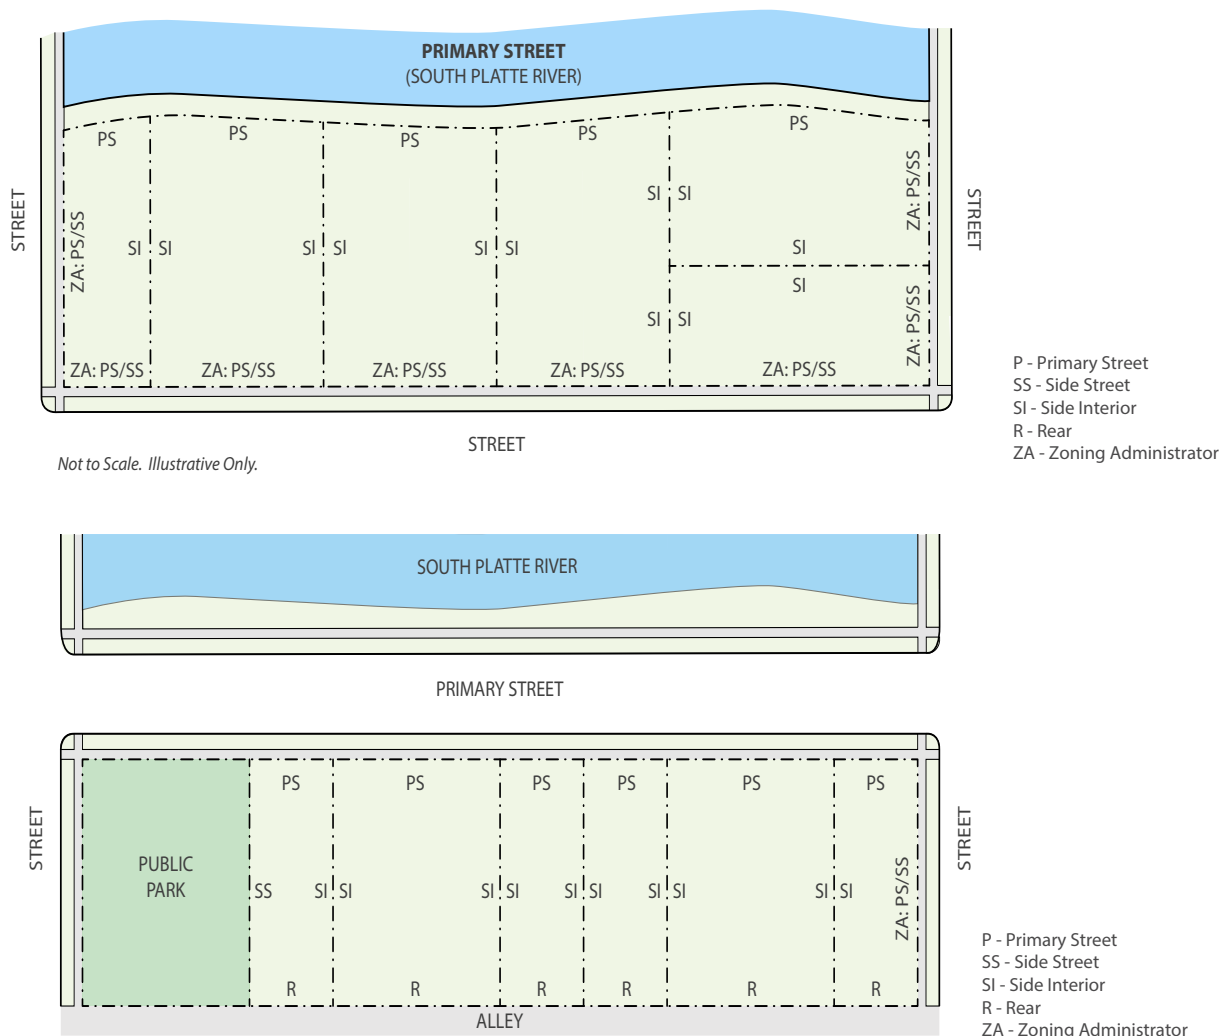 PRIMARY STREET
(SOUTH PLATTE RIVER)
PS
PS
PS
PS
PS
STREET
ZA: PS/SS
SI
SI
SI
SI
SI
SI
SI
SI
SI
SI
SI
SI
ZA: PS/SS
ZA: PS/SS
STREET
ZA: PS/SS
ZA: PS/SS
ZA: PS/SS
ZA: PS/SS
ZA: PS/SS
STREET
Not to Scale. Illustrative Only.
P - Primary Street
SS - Side Street
SI - Side Interior
R - Rear
ZA - Zoning Administrator
SOUTH PLATTE RIVER
PRIMARY STREET
STREET
PUBLIC
PARK
PS
PS
PS
PS
PS
PS
SS
SI
SI
SI
SI
SI
SI
SI
SI
SI
SI
ZA: PS/SS
STREET
R
R
R
R
R
R
ALLEY
P - Primary Street
SS - Side Street
SI - Side Interior
R - Rear
ZA - Zoning Administrator